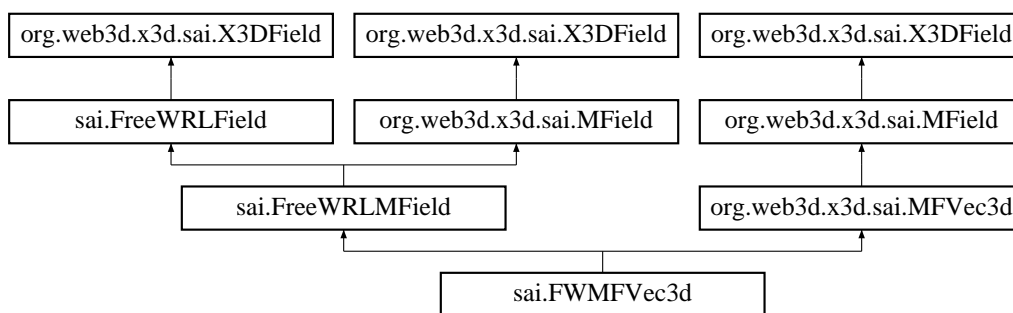 org.web3d.x3d.sai.X3DField
org.web3d.x3d.sai.X3DField
org.web3d.x3d.sai.X3DField
sai.FreeWRLField
org.web3d.x3d.sai.MField
org.web3d.x3d.sai.MField
sai.FreeWRLMField
org.web3d.x3d.sai.MFVec3d
sai.FWMFVec3d